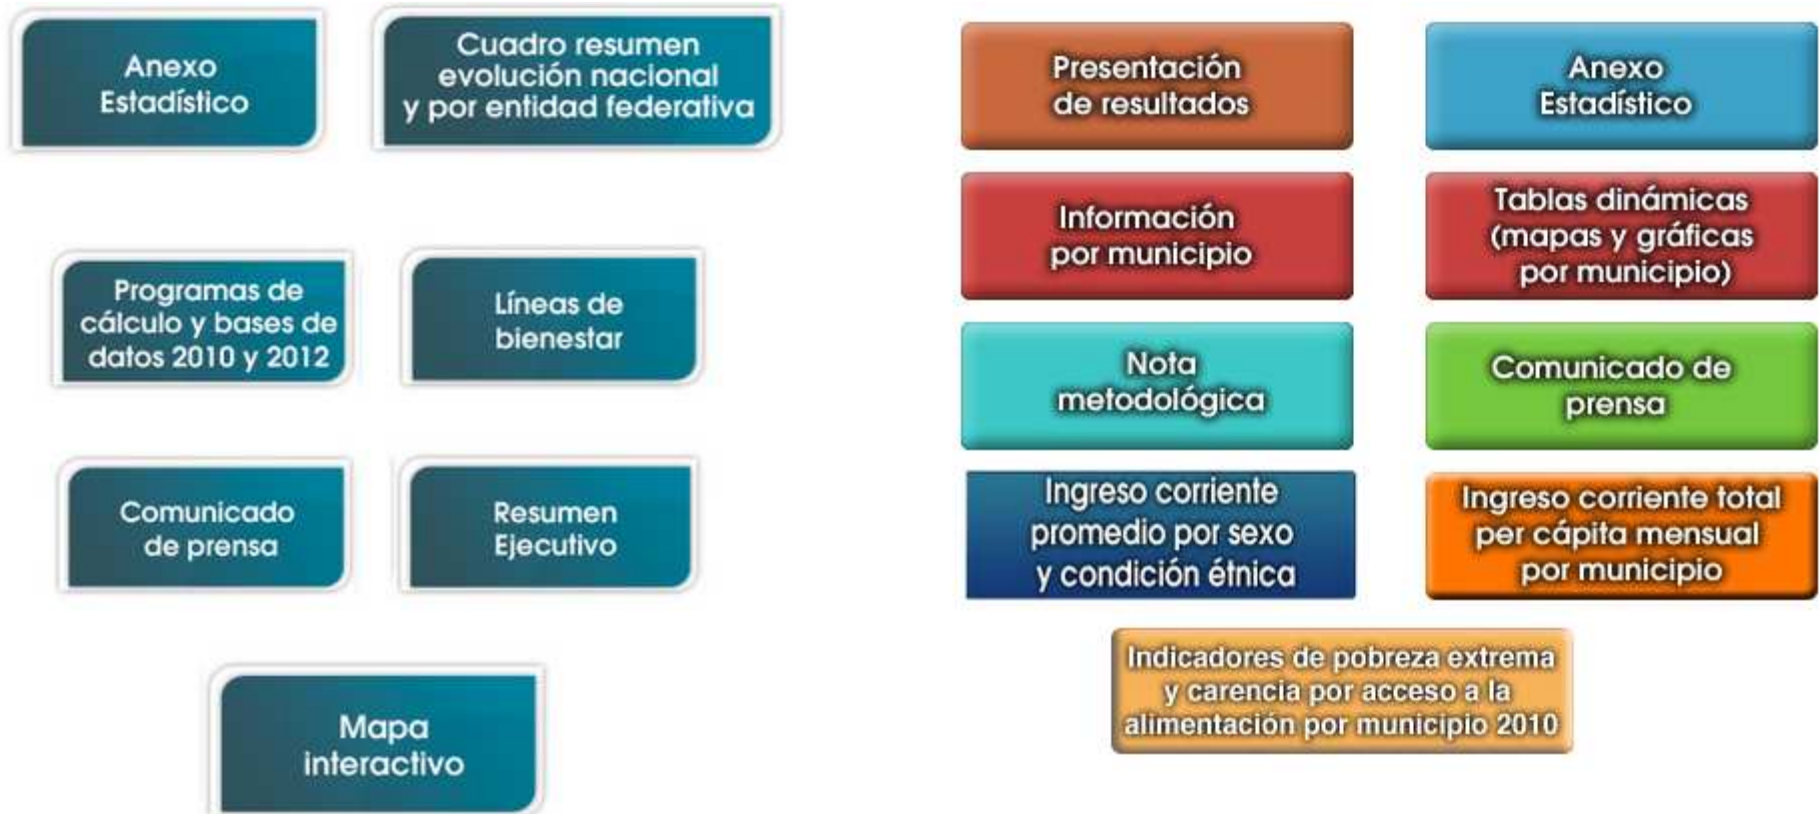 Anexo
Estadístico
Cuadro resumen
evolución nacional
y por entidad federativa
Programas de
cálculo y bases de
datos 2010 y 2012
Líneas de
bienestar
Comunicado
de prensa
Resumen
Ejecutivo
Mapa
interactivo
Presentación
de resultados
Anexo
Estadístico
Información
por municipio
Tablas dinámicas
(mapas y gráficas
por municipio)
Nota
metodológica
Comunicado de
prensa
Ingreso corriente
promedio por sexo
y condición étnica
Ingreso corriente total
per cápita mensual
por municipio
Indicadores de pobreza extrema
y carencia por acceso a la
alimentación por municipio 2010